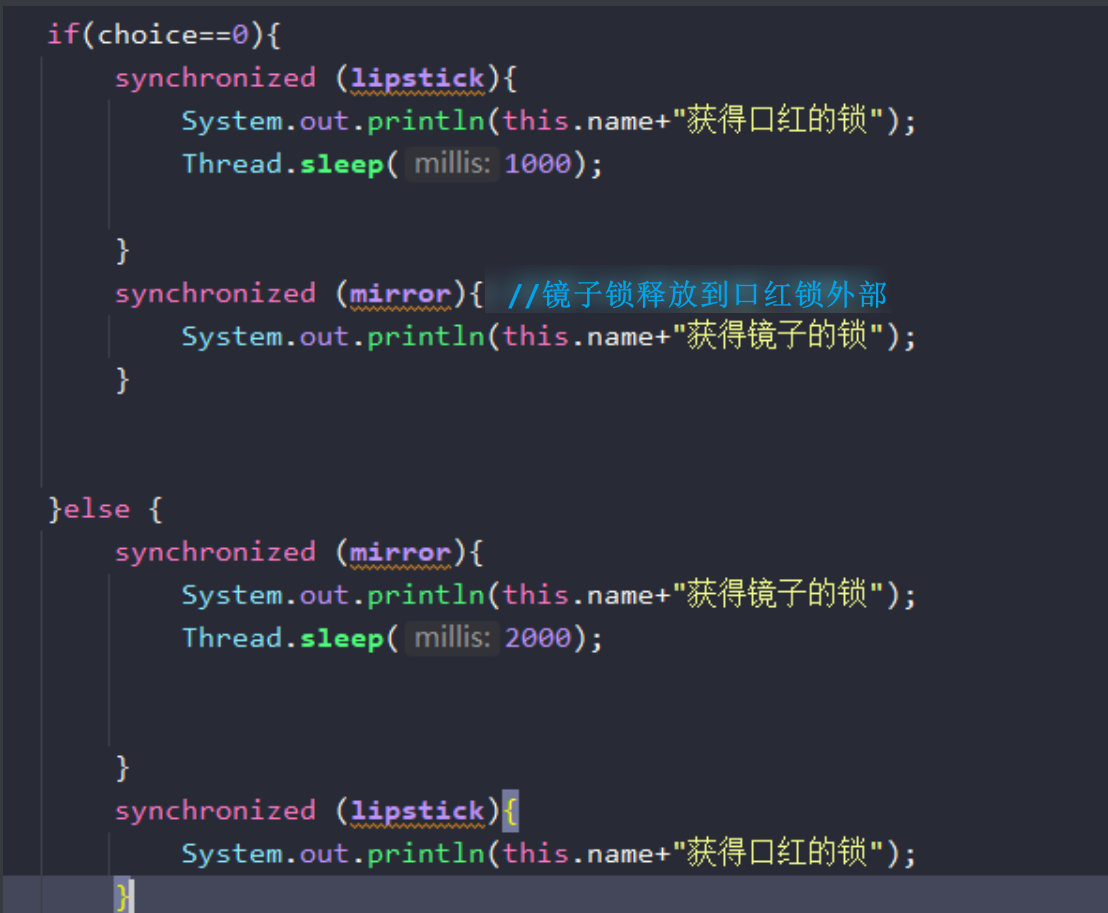 if(choice==0){
synchronized (lipstick){
System.out.println(this.name+"获得口红的锁");
Thread.sleep( millis: 1000);
}
synchronized (mirror){ //镜子锁释放到口红锁外部
System.out.println(this.name+"获得镜子的锁");
}
}else {
synchronized (mirror){
System.out.println(this.name+"获得镜子的锁");
Thread.sleep( millis: 2000);
}
synchronized (lipstick){
System.out.println(this.name+"获得口红的锁");
}